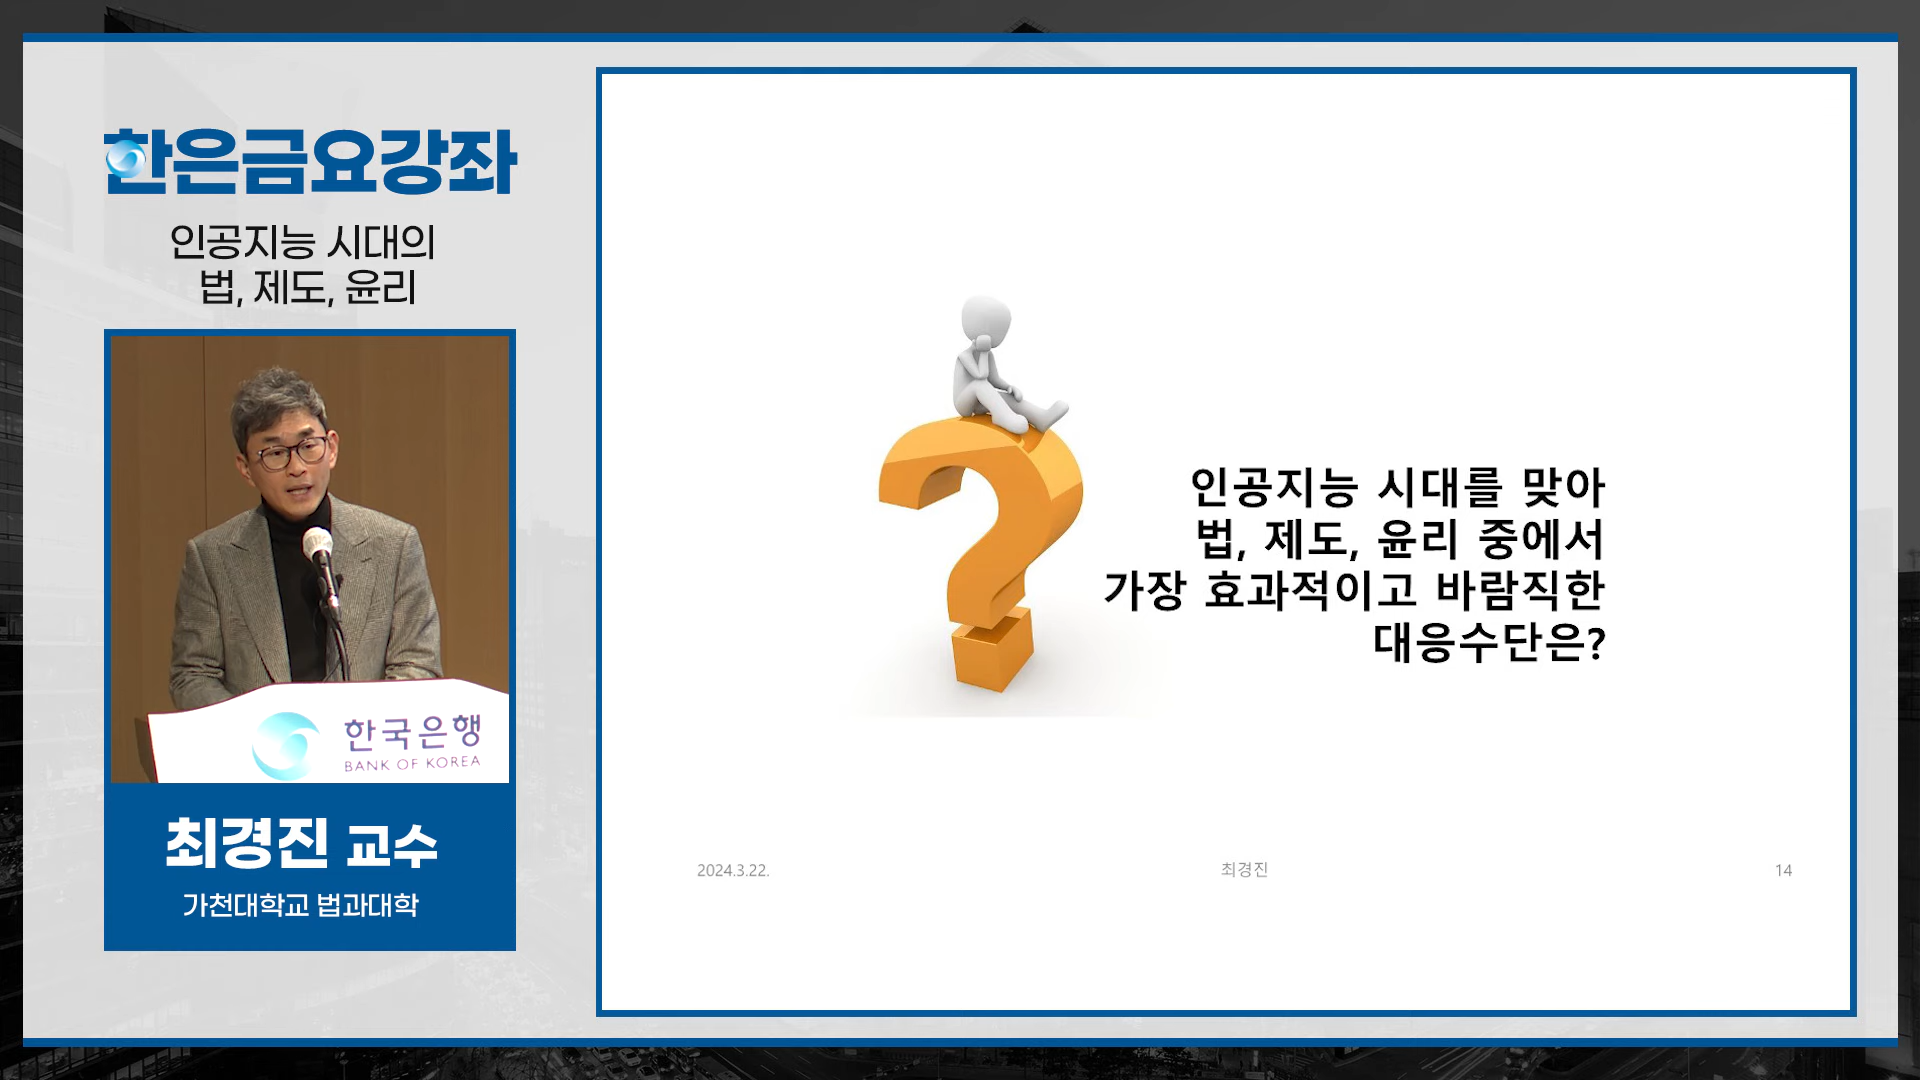 한은금요강좌
인공지능 시대의
법, 제도, 윤리
한국은행
BANK OF KOREA
최경진 교수
가천대학교 법과대학
인공지능 시대를 맞아
법, 제도, 윤리 중에서
가장 효과적이고 바람직한
대응수단은?
2024.3.22.
최경진
14